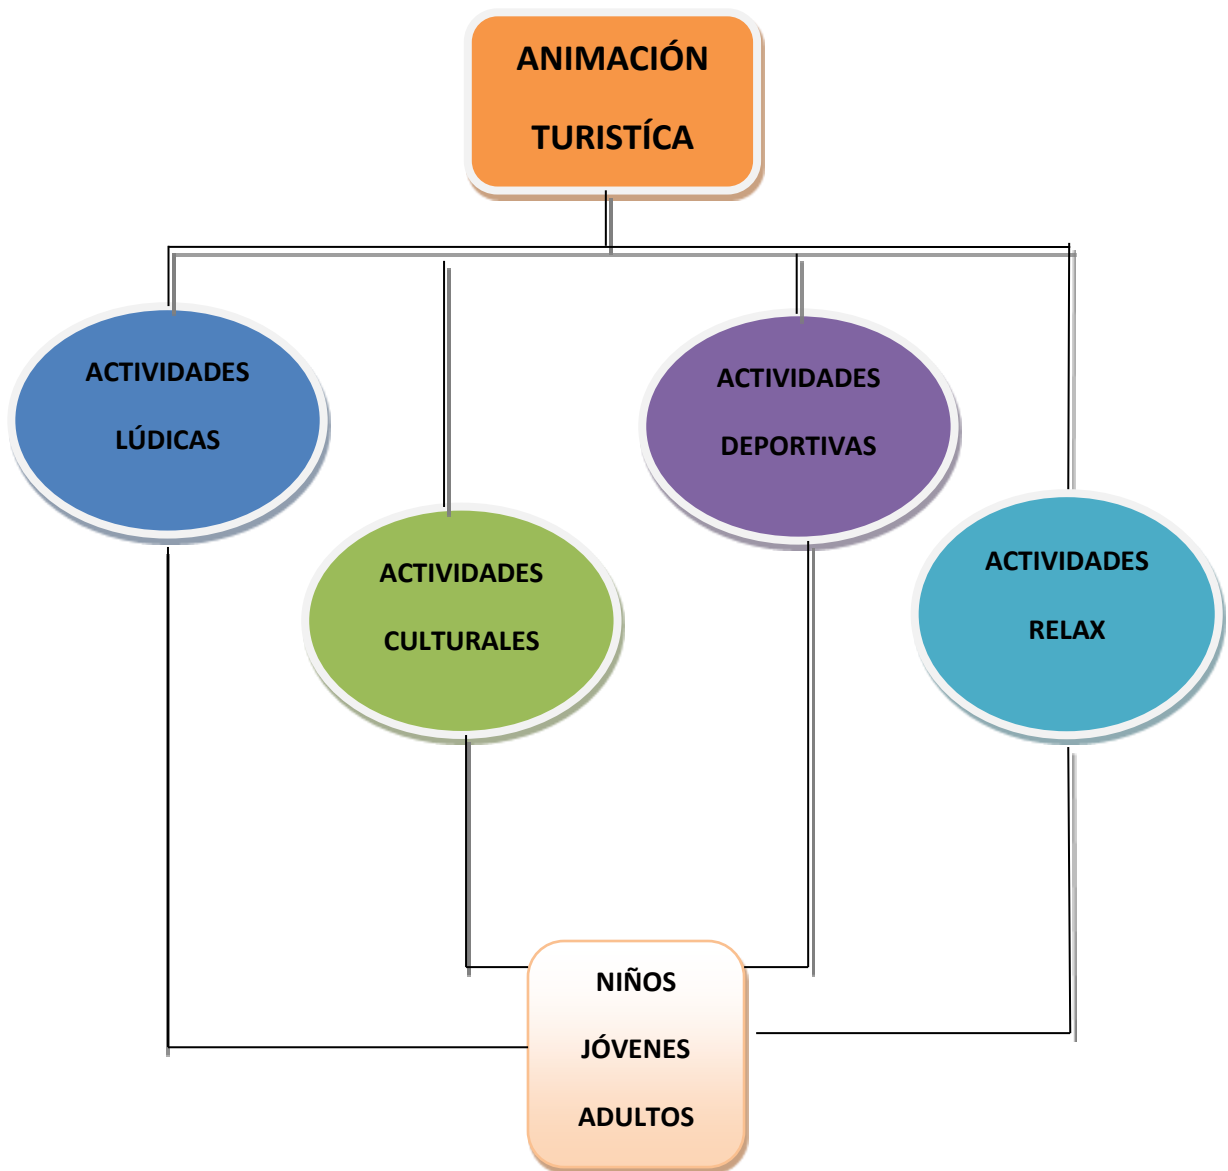 ANIMACIÓN
TURISTÍCA
ACTIVIDADES
LÚDICAS
ACTIVIDADES
CULTURALES
ACTIVIDADES
DEPORTIVAS
ACTIVIDADES
RELAX
NIÑOS
JÓVENES
ADULTOS